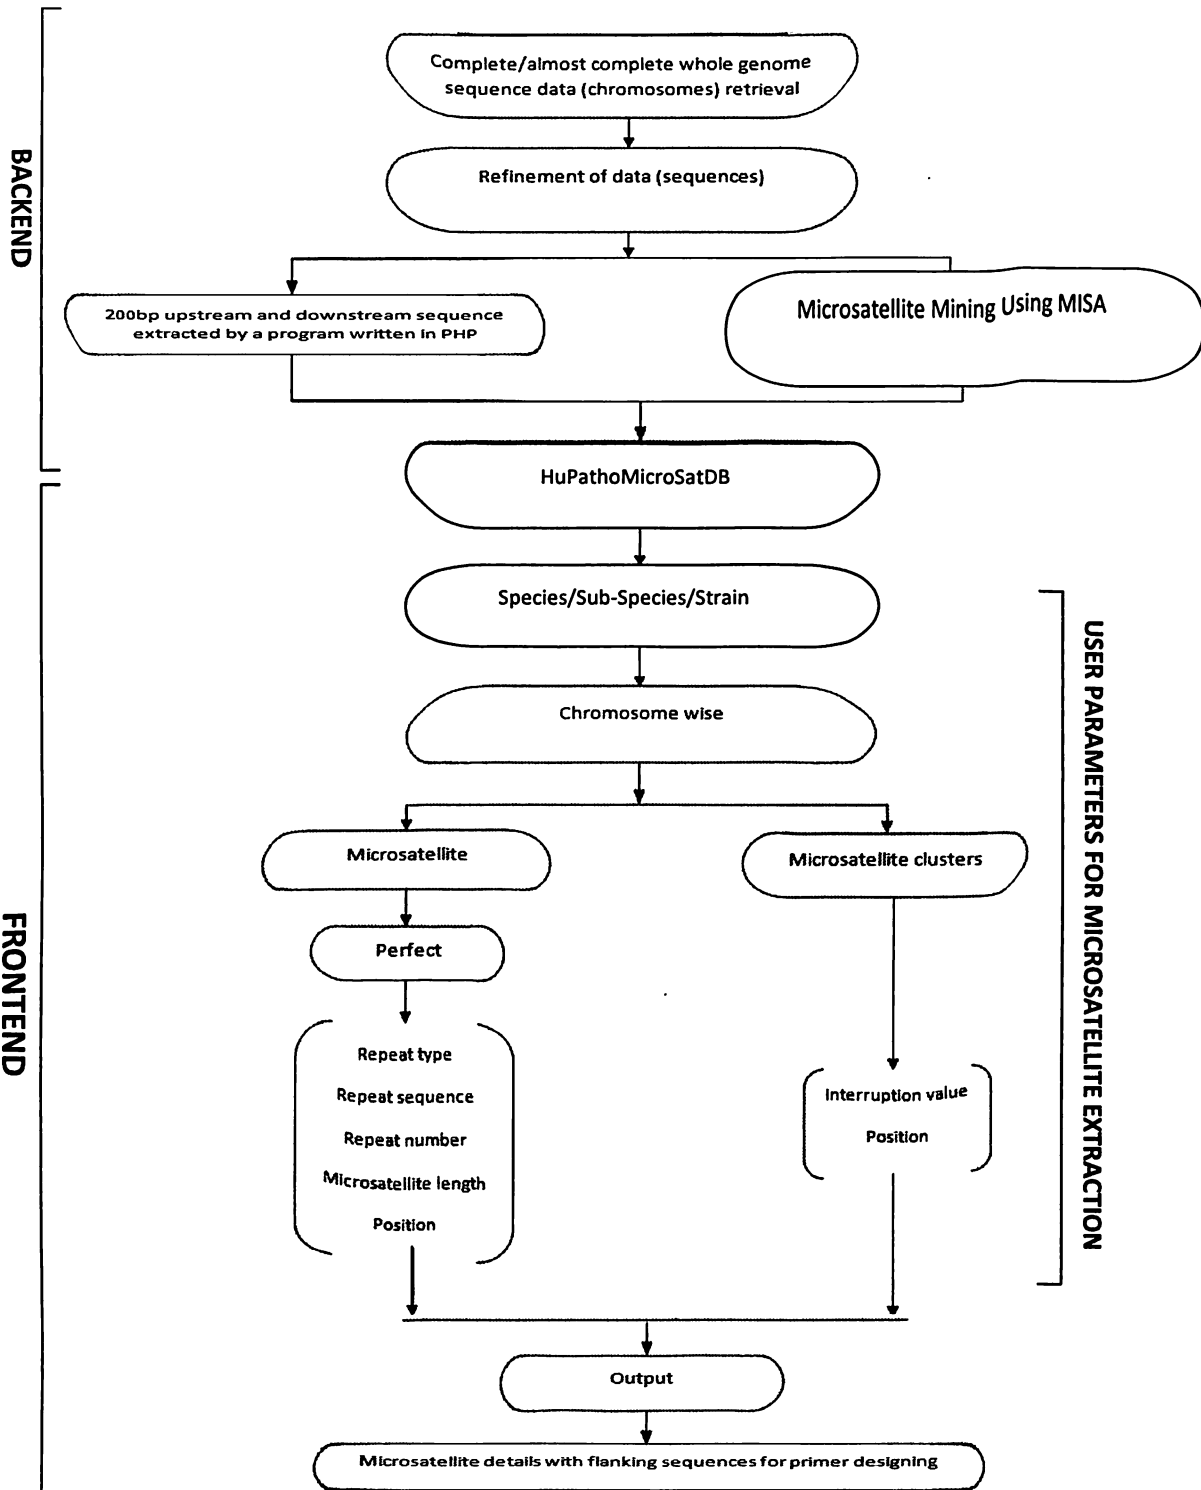 Complete/almost complete whole genome
sequence data (chromosomes) retrieval
Refinement of data (sequences)
BACKEND
200bp upstream and downstream sequence
extracted by a program written in PHP
Microsatellite Mining Using MISA
HuPathoMicroSatDB
Species/Sub-Species/Strain
Chromosome wise
USER PARAMETERS FOR MICROSATELLITE EXTRACTION
Microsatellite
Microsatellite clusters
Perfect
FRONTEND
Repeat type
Repeat sequence
Repeat number
Microsatellite length
Position
Interruption value
Position
Output
Microsatellite details with flanking sequences for primer designing